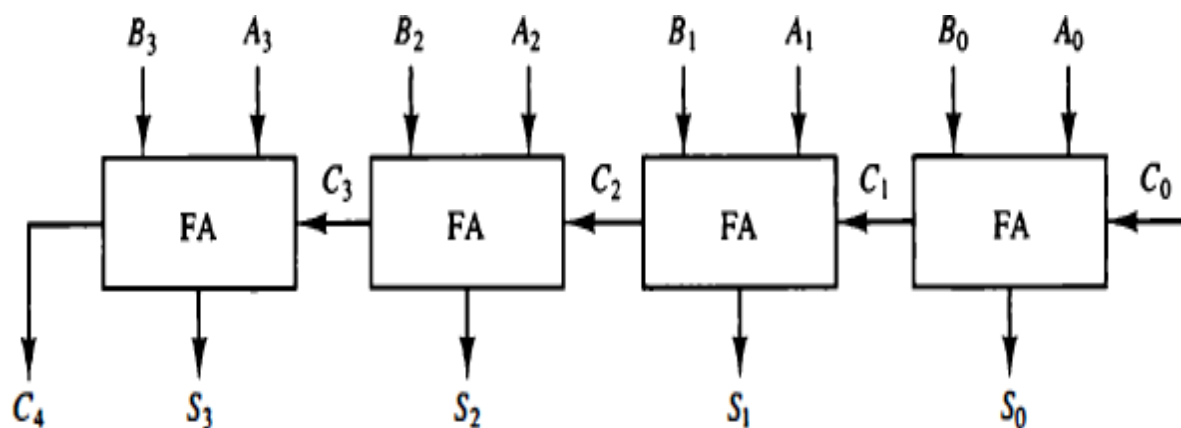 B₃ A₃ B₂ A₂ B₁ A₁ B₀ A₀
C₃ C₂ C₁ C₀
FA FA FA FA
C₄ S₃ S₂ S₁ S₀